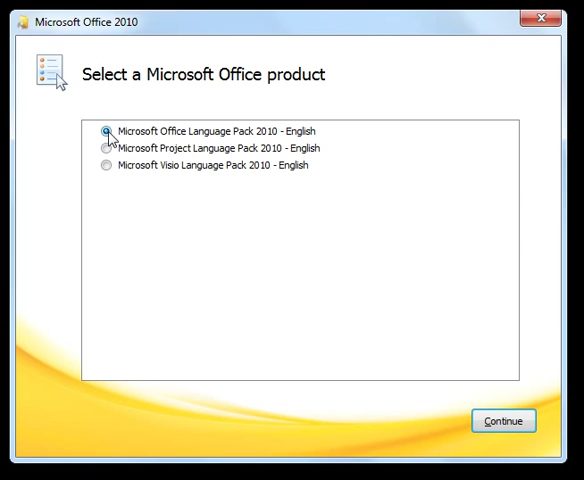 Microsoft Office 2010
Select a Microsoft Office product
Microsoft Office Language Pack 2010 - English
Microsoft Project Language Pack 2010 - English
Microsoft Visio Language Pack 2010 - English
Continue